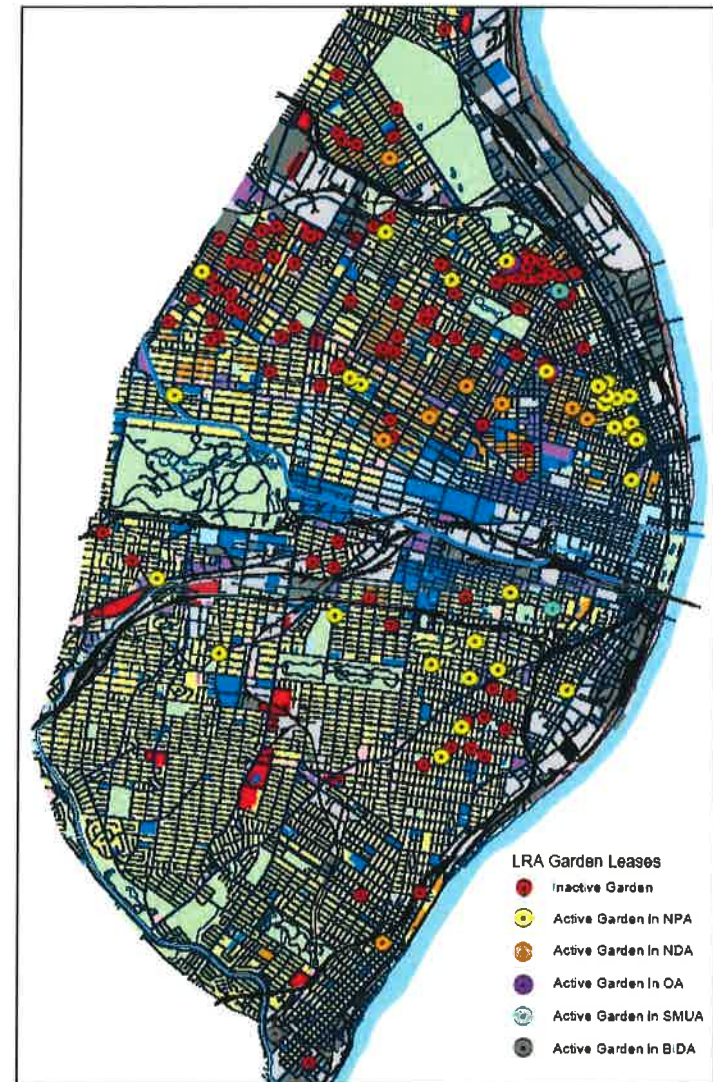 LRA Garden Leases
Inactive Garden
Active Garden in NPA
Active Garden in NDA
Active Garden in OA
Active Garden in SMUA
Active Garden in BIDA